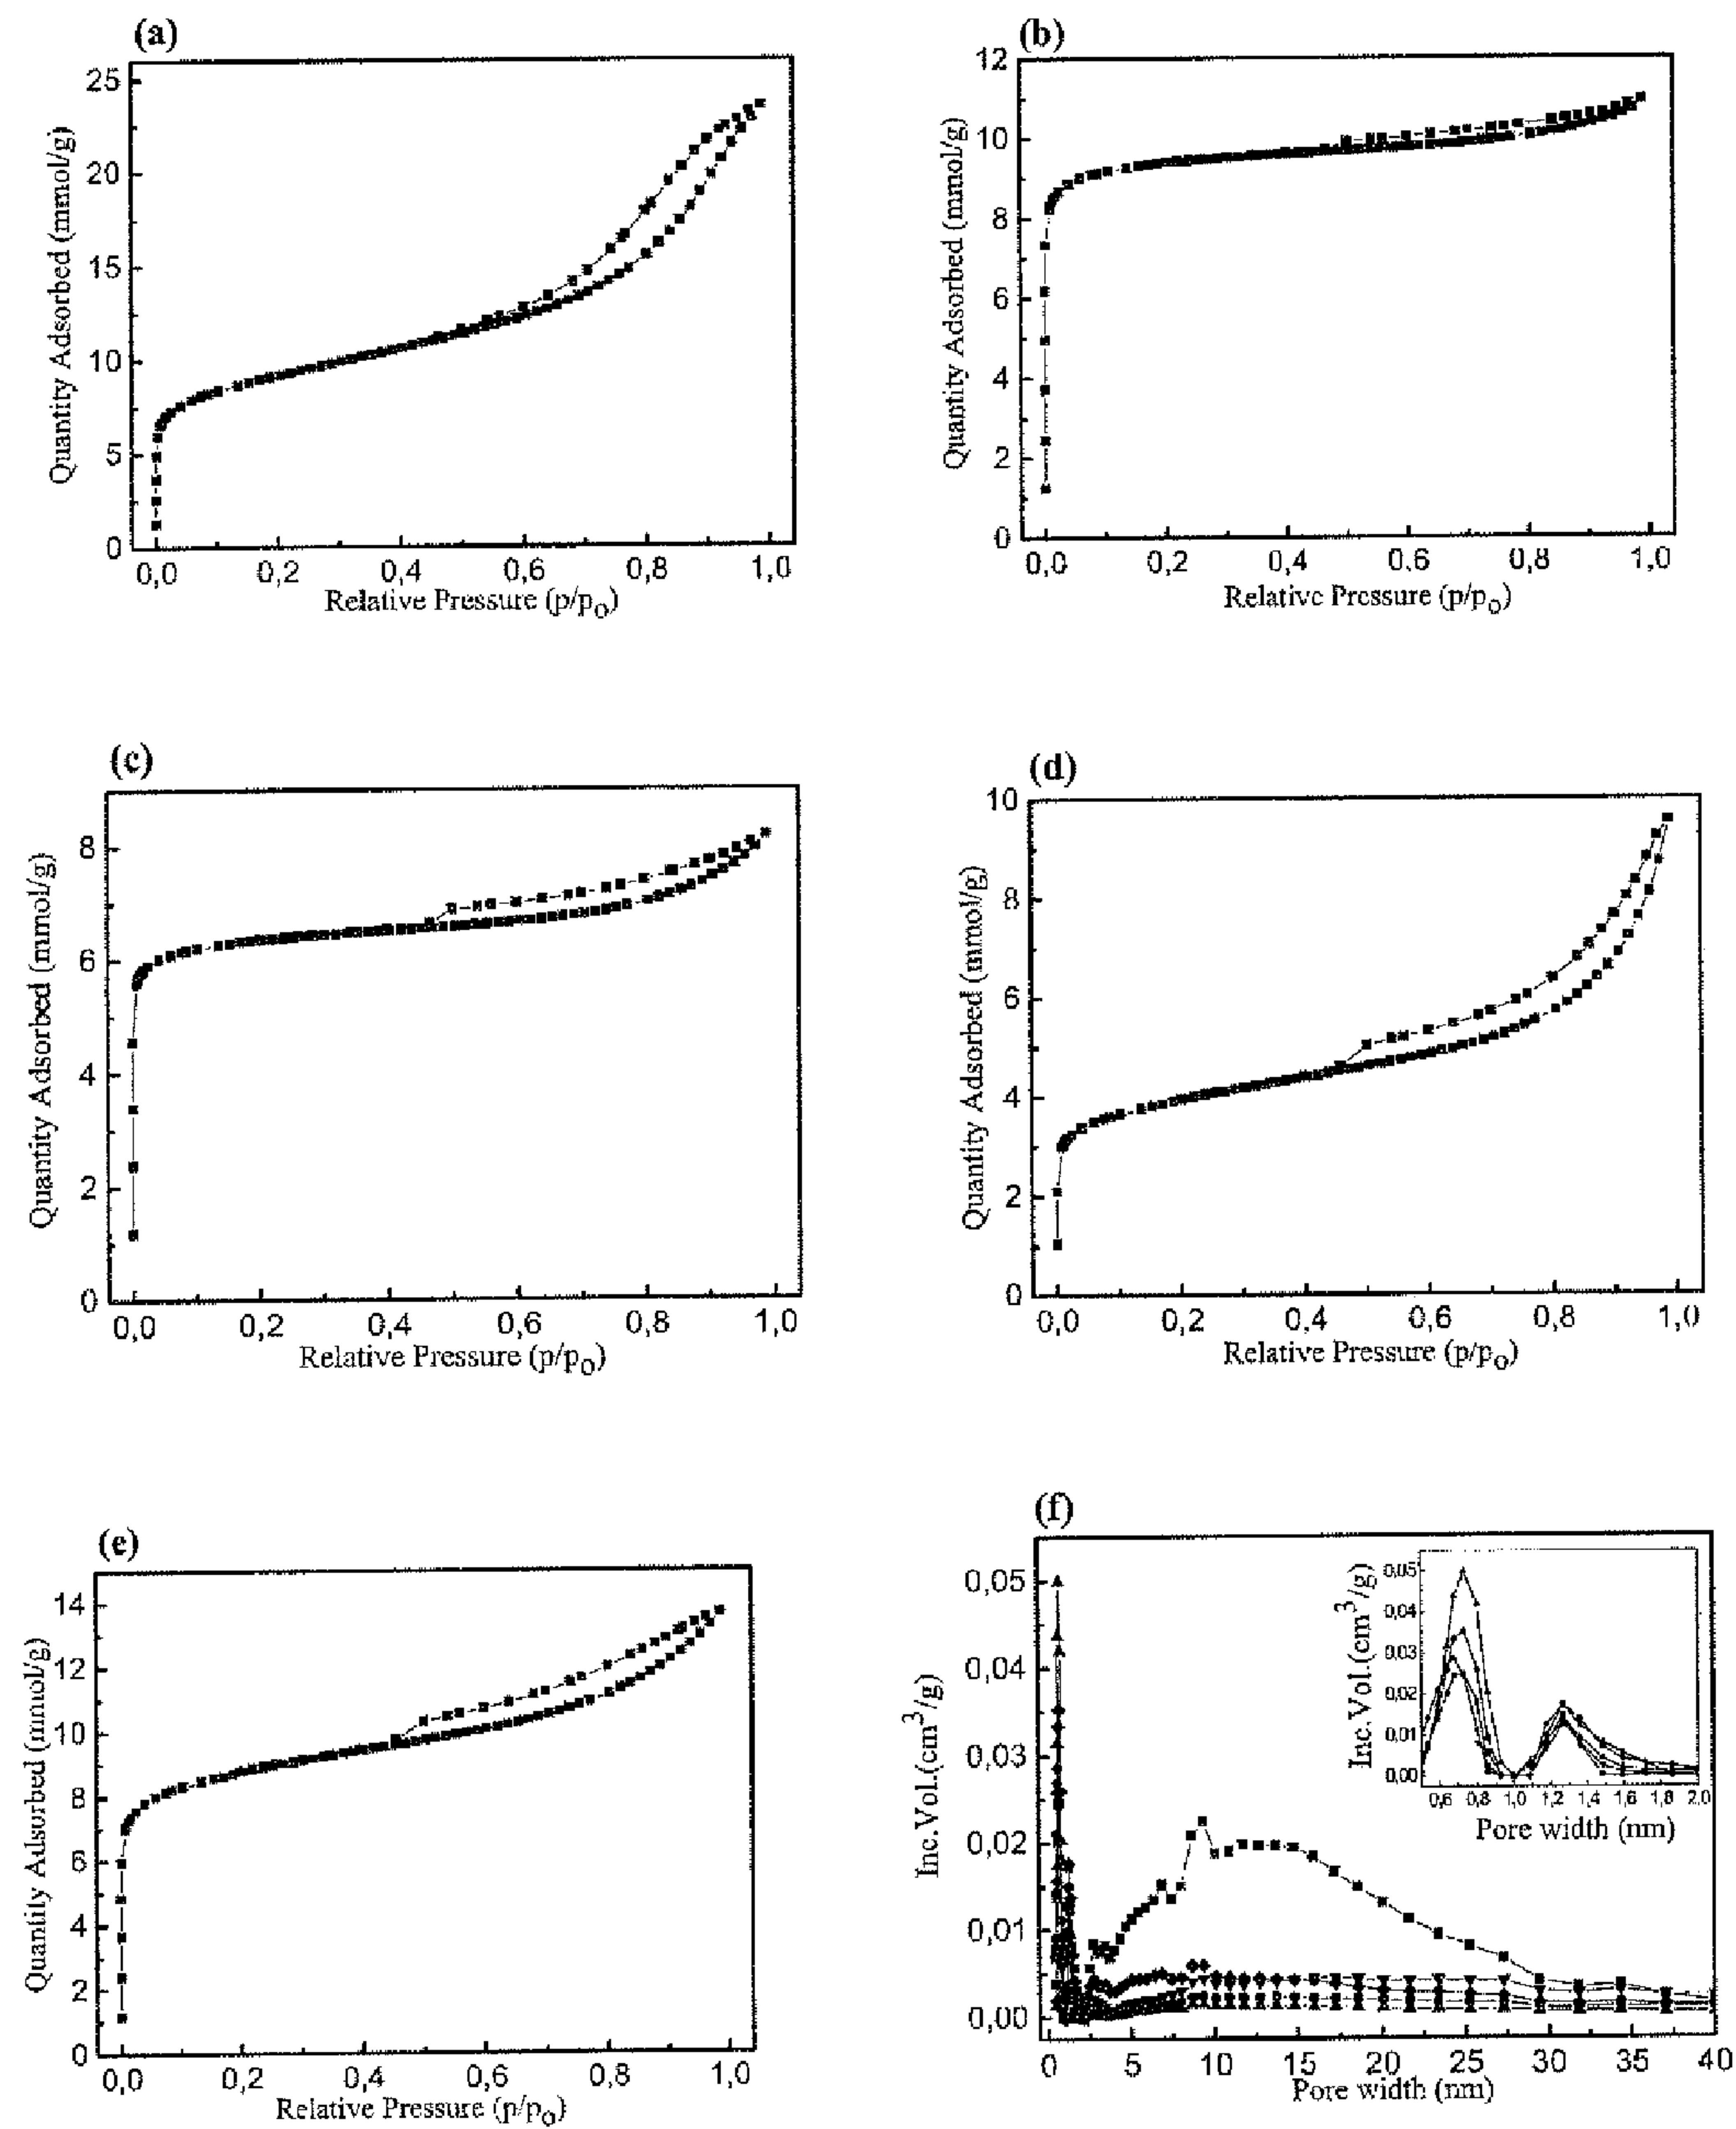 (a)
Quantity Adsorbed (mmol/g)
25
20
15
10
5
0
0,0 0,2 0,4 0,6 0,8 1,0
Relative Pressure (p/po)
(b)
Quantity Adsorbed (mmol/g)
12
10
8
6
4
2
0
0,0 0,2 0,4 0,6 0,8 1,0
Relative Pressure (p/po)
(c)
Quantity Adsorbed (mmol/g)
8
6
4
2
0
0,0 0,2 0,4 0,6 0,8 1,0
Relative Pressure (p/po)
(d)
Quantity Adsorbed (mmol/g)
10
8
6
4
2
0
0,0 0,2 0,4 0,6 0,8 1,0
Relative Pressure (p/po)
(e)
Quantity Adsorbed (mmol/g)
14
12
10
8
6
4
2
0
0,0 0,2 0,4 0,6 0,8 1,0
Relative Pressure (p/po)
(f)
Inc.Vol.(cm³/g)
0,05
0,04
0,03
0,02
0,01
0,00
0 5 10 15 20 25 30 35 40
Pore width (nm)
Inc.Vol.(cm³/g)
0,05
0,04
0,03
0,02
0,01
0,00
0,6 0,8 1,0 1,2 1,4 1,6 1,8 2,0
Pore width (nm)